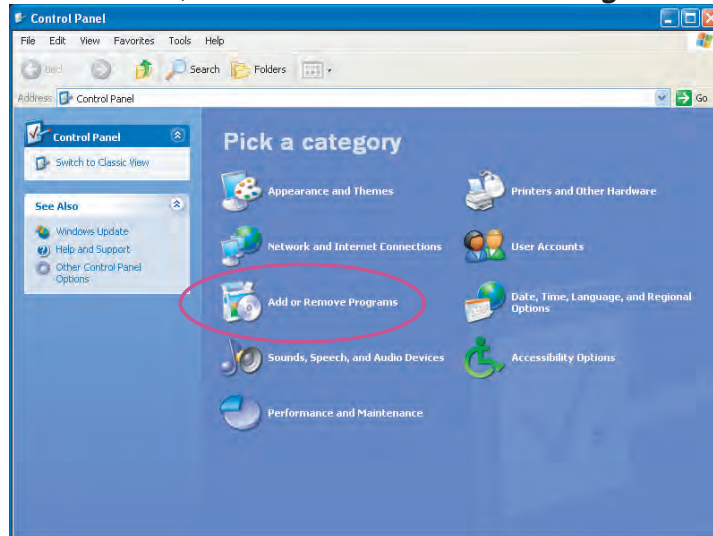 Control Panel
File Edit View Favorites Tools Help
Back Search Folders
Address Control Panel Go
Control Panel
Switch to Classic View
See Also
Windows Update
Help and Support
Other Control Panel
Options
Pick a category
Appearance and Themes
Printers and Other Hardware
Network and Internet Connections
User Accounts
Add or Remove Programs
Date, Time, Language, and Regional
Options
Sounds, Speech, and Audio Devices
Accessibility Options
Performance and Maintenance